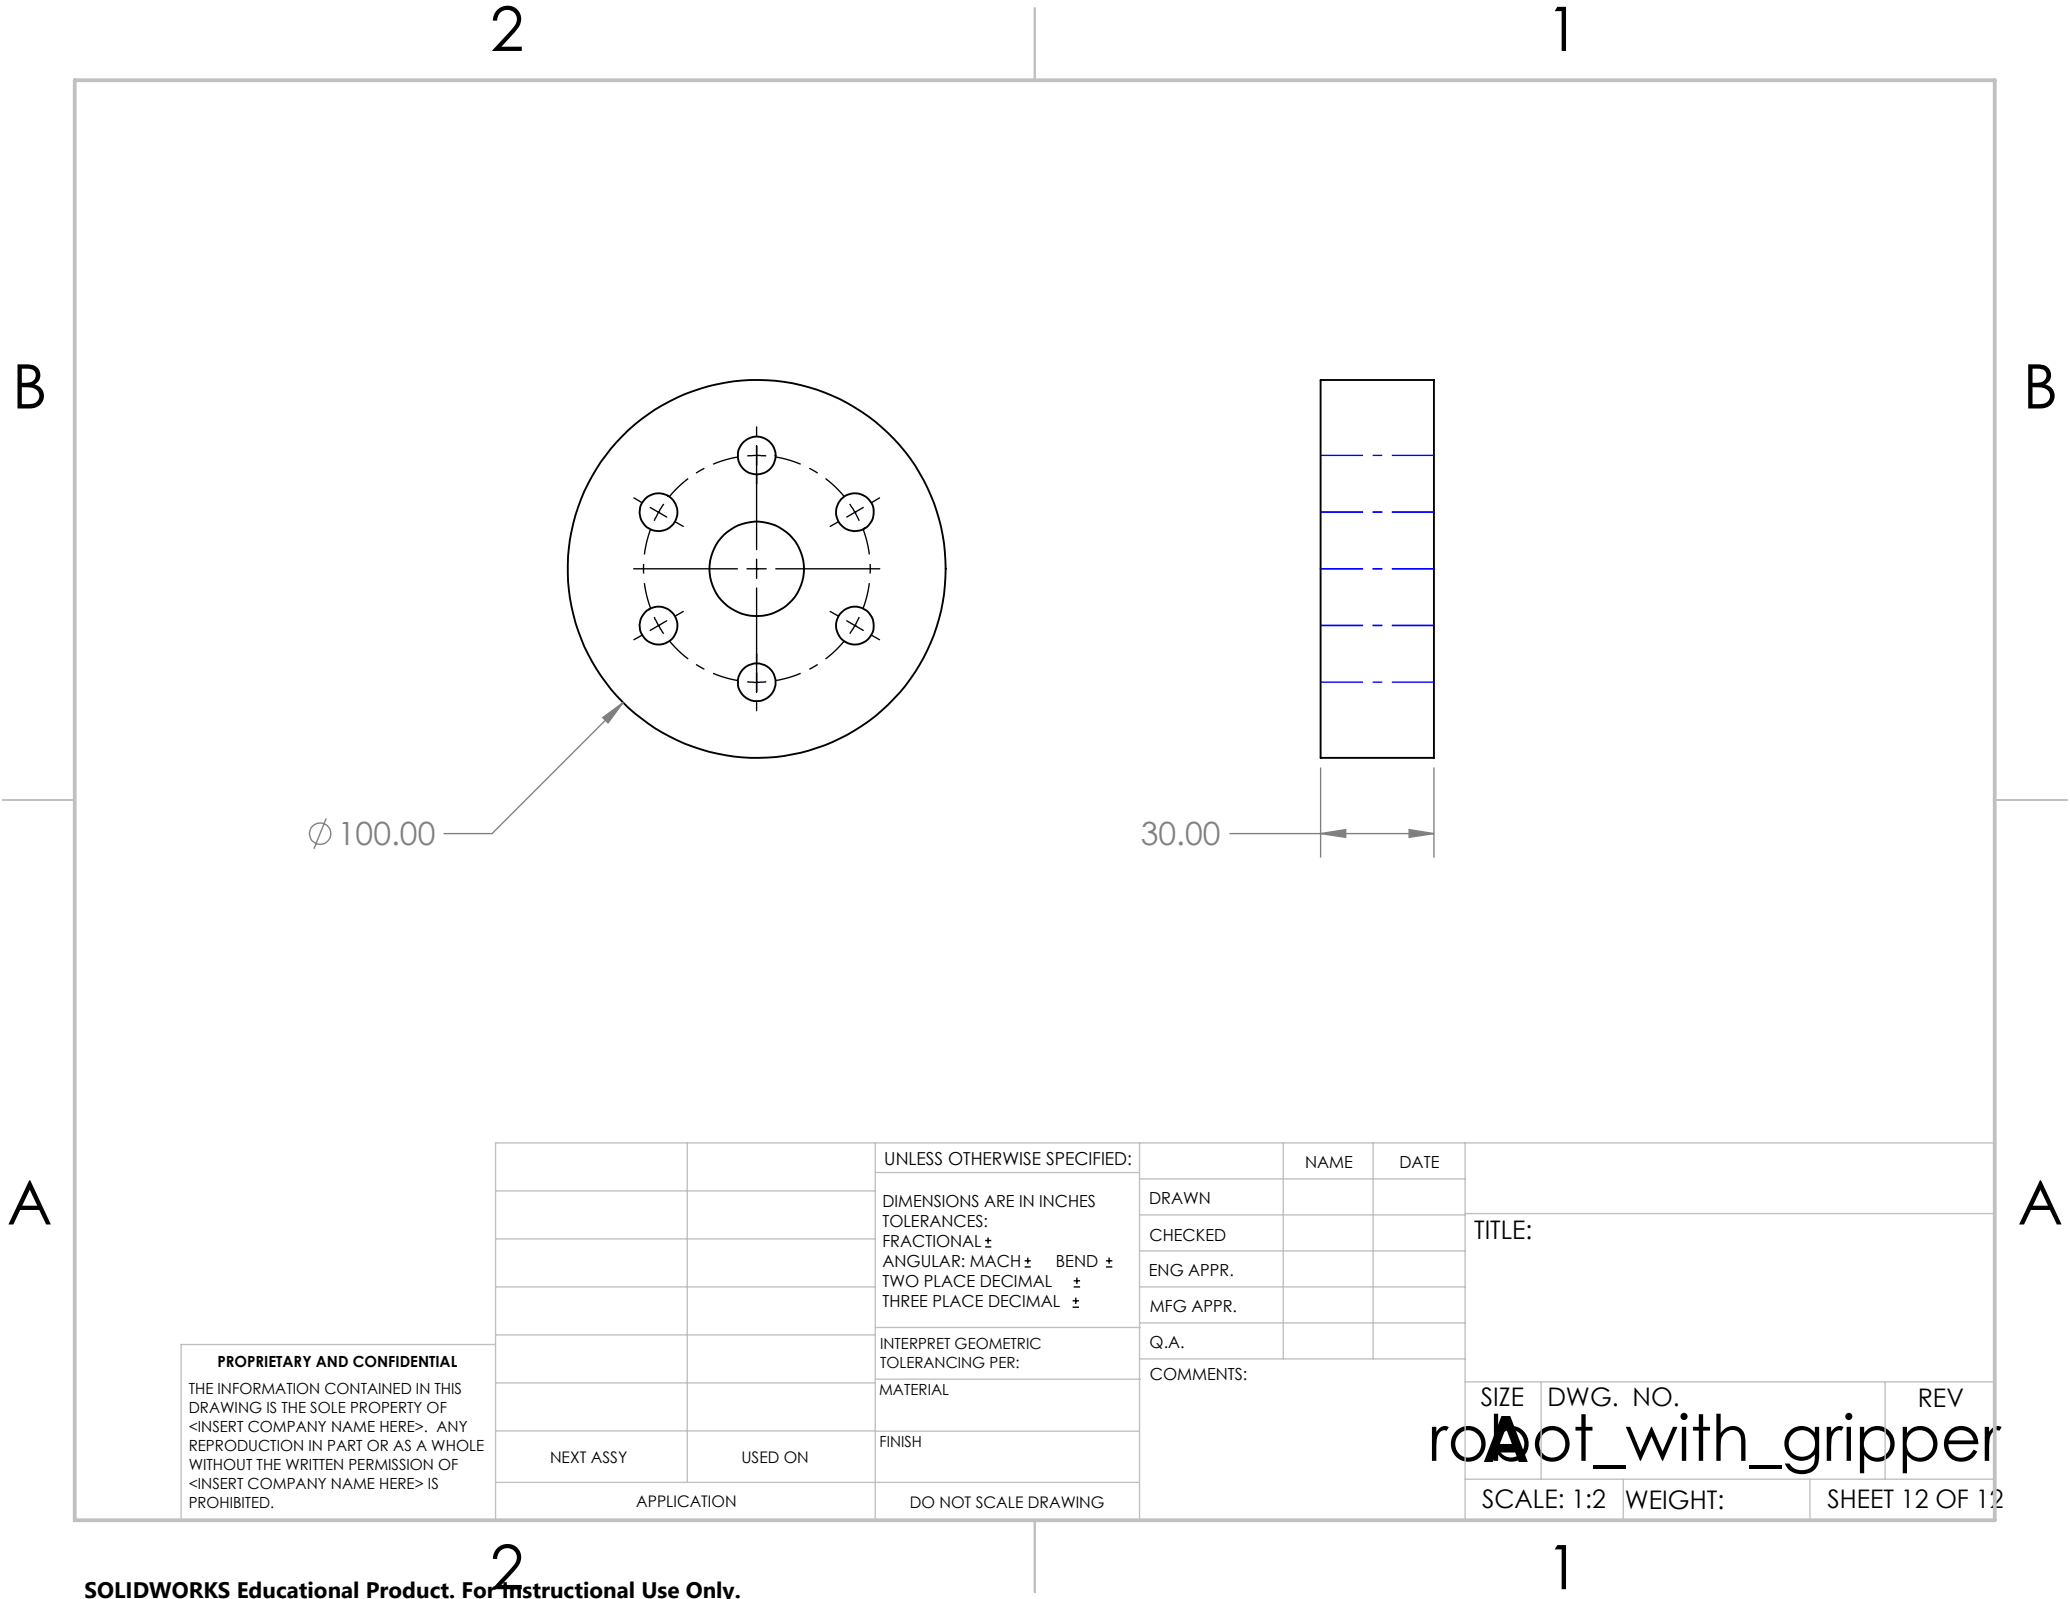 2 1
B B
⌀ 100.00 30.00
A A
UNLESS OTHERWISE SPECIFIED:
DIMENSIONS ARE IN INCHES
TOLERANCES:
FRACTIONAL ±
ANGULAR: MACH ± BEND ±
TWO PLACE DECIMAL ±
THREE PLACE DECIMAL ±
INTERPRET GEOMETRIC
TOLERANCING PER:
MATERIAL
FINISH
DO NOT SCALE DRAWING
NAME DATE
DRAWN
CHECKED
ENG APPR.
MFG APPR.
Q.A.
COMMENTS:
TITLE:
SIZE DWG. NO. REV
A robot_with_gripper
SCALE: 1:2 WEIGHT: SHEET 12 OF 12
PROPRIETARY AND CONFIDENTIAL
THE INFORMATION CONTAINED IN THIS
DRAWING IS THE SOLE PROPERTY OF
<INSERT COMPANY NAME HERE>. ANY
REPRODUCTION IN PART OR AS A WHOLE
WITHOUT THE WRITTEN PERMISSION OF
<INSERT COMPANY NAME HERE> IS
PROHIBITED.
NEXT ASSY USED ON
APPLICATION
2 1
SOLIDWORKS Educational Product. For Instructional Use Only.